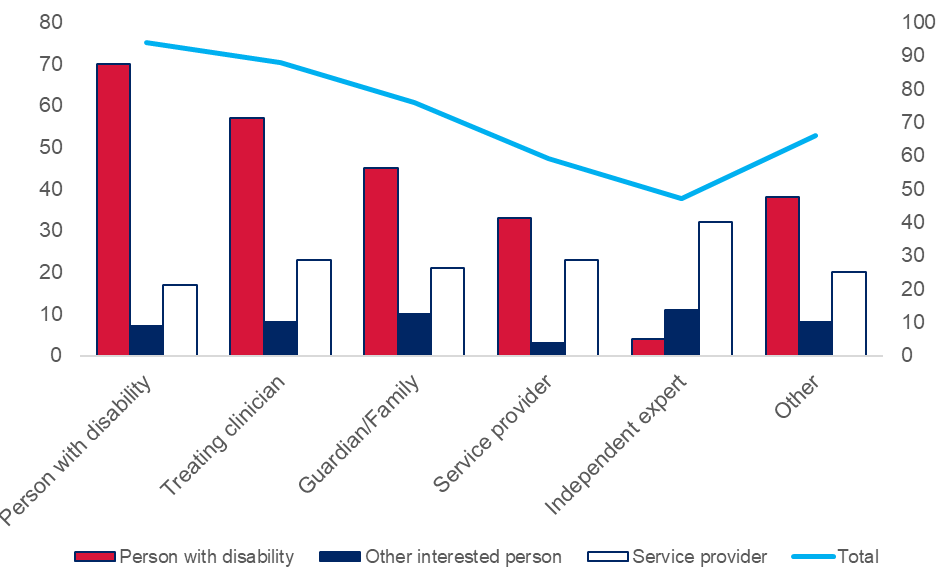 80
70
60
50
40
30
20
10
0
100
90
80
70
60
50
40
30
20
10
0
Person with disability
Treating clinician
Guardian/Family
Service provider
Independent expert
Other
Person with disability
Other interested person
Service provider
Total